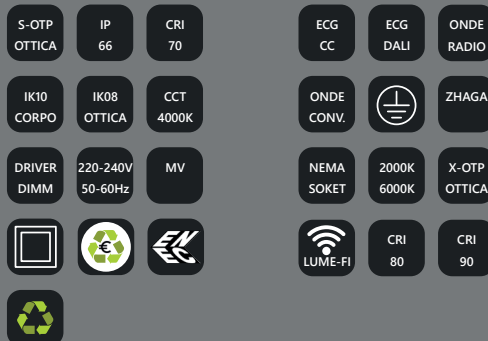 S-OTP
OTTICA
IP
66
CRI
70
ECG
CC
ECG
DALI
ONDE
RADIO
IK10
CORPO
IK08
OTTICA
CCT
4000K
ONDE
CONV.
ZHAGA
DRIVER
DIMM
220-240V
50-60Hz
MV
NEMA
SOKET
2000K
6000K
X-OTP
OTTICA
€
ENEC
LUME-FI
CRI
80
CRI
90